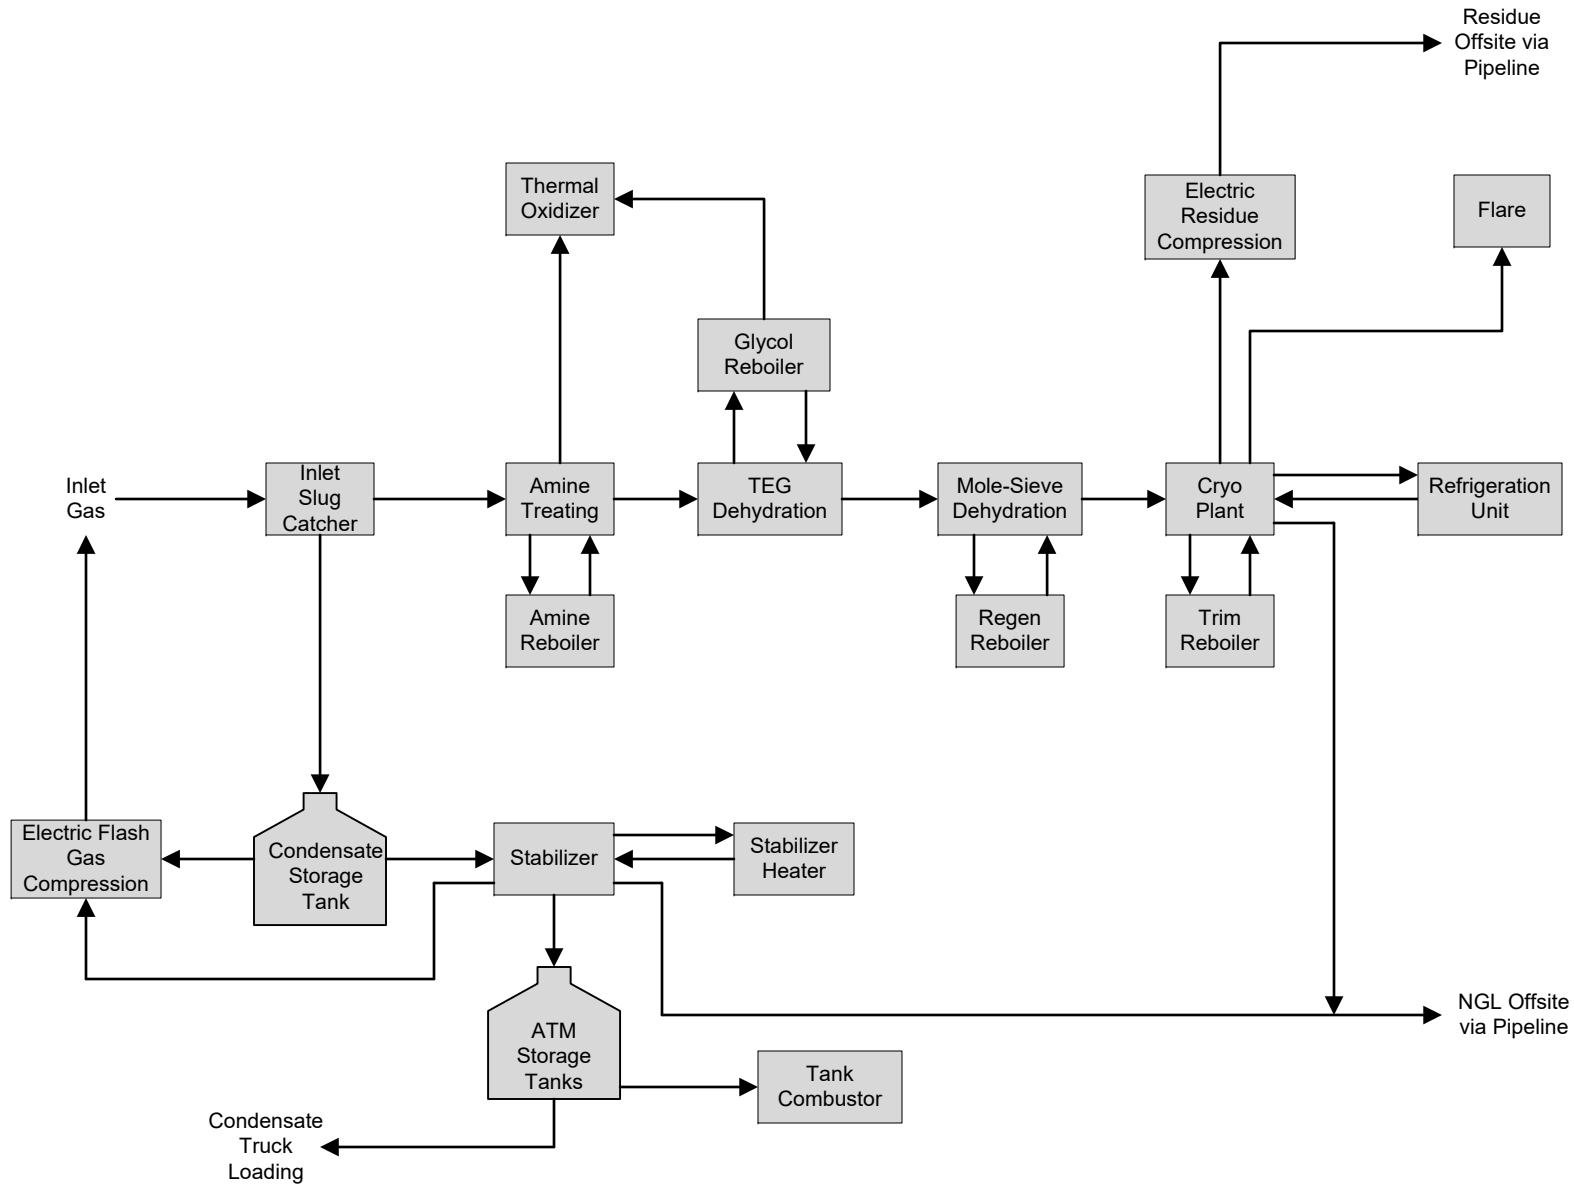 Residue
Offsite via
Pipeline
Thermal
Oxidizer
Electric
Residue
Compression
Flare
Glycol
Reboiler
Inlet
Gas
Inlet
Slug
Catcher
Amine
Treating
TEG
Dehydration
Mole-Sieve
Dehydration
Cryo
Plant
Refrigeration
Unit
Amine
Reboiler
Regen
Reboiler
Trim
Reboiler
Electric Flash
Gas
Compression
Condensate
Storage
Tank
Stabilizer
Stabilizer
Heater
NGL Offsite
via Pipeline
ATM
Storage
Tanks
Tank
Combustor
Condensate
Truck
Loading